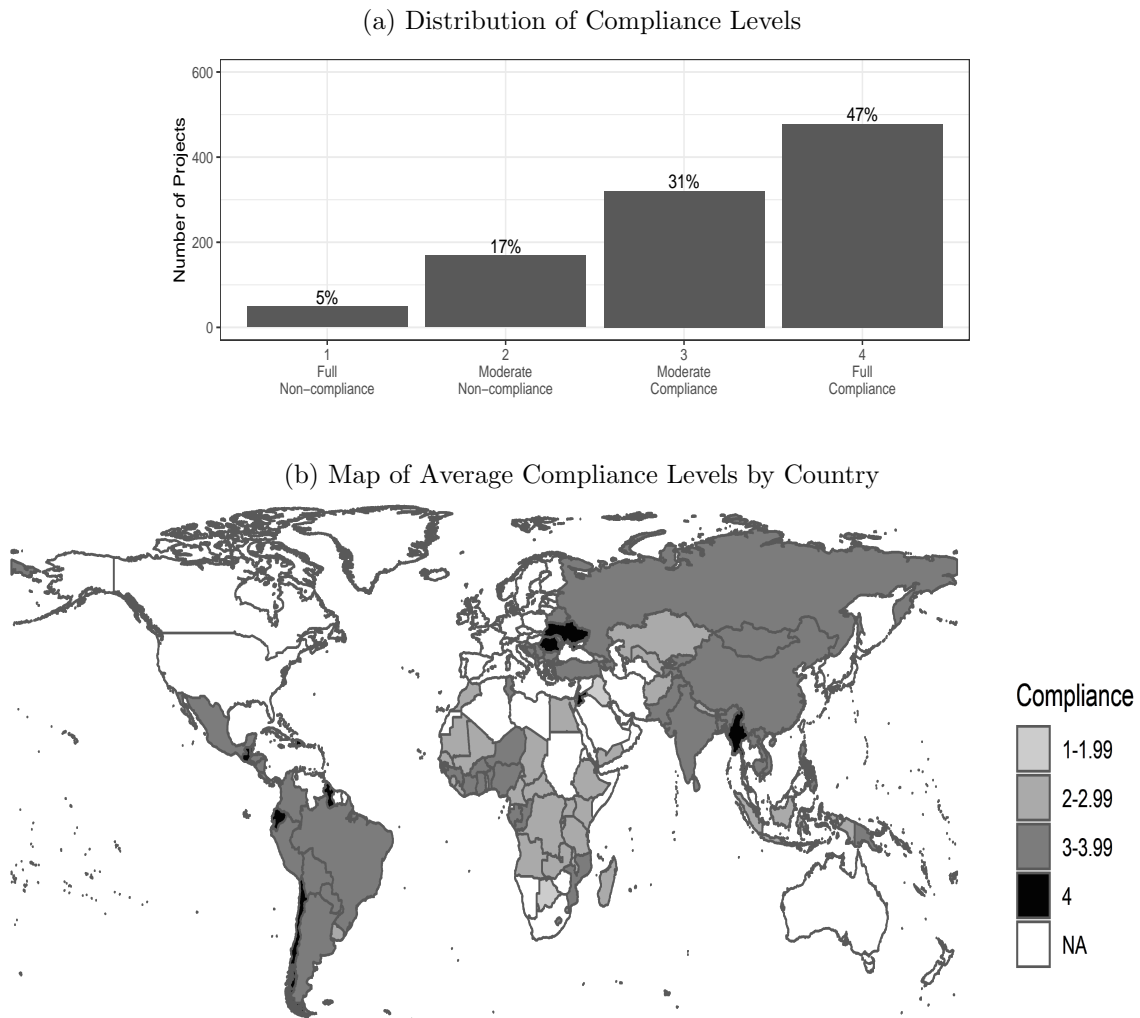 (a) Distribution of Compliance Levels
Number of Projects
600
400
200
0
5%
17%
31%
47%
1
Full
Non−compliance
2
Moderate
Non−compliance
3
Moderate
Compliance
4
Full
Compliance
(b) Map of Average Compliance Levels by Country
Compliance
1-1.99
2-2.99
3-3.99
4
NA